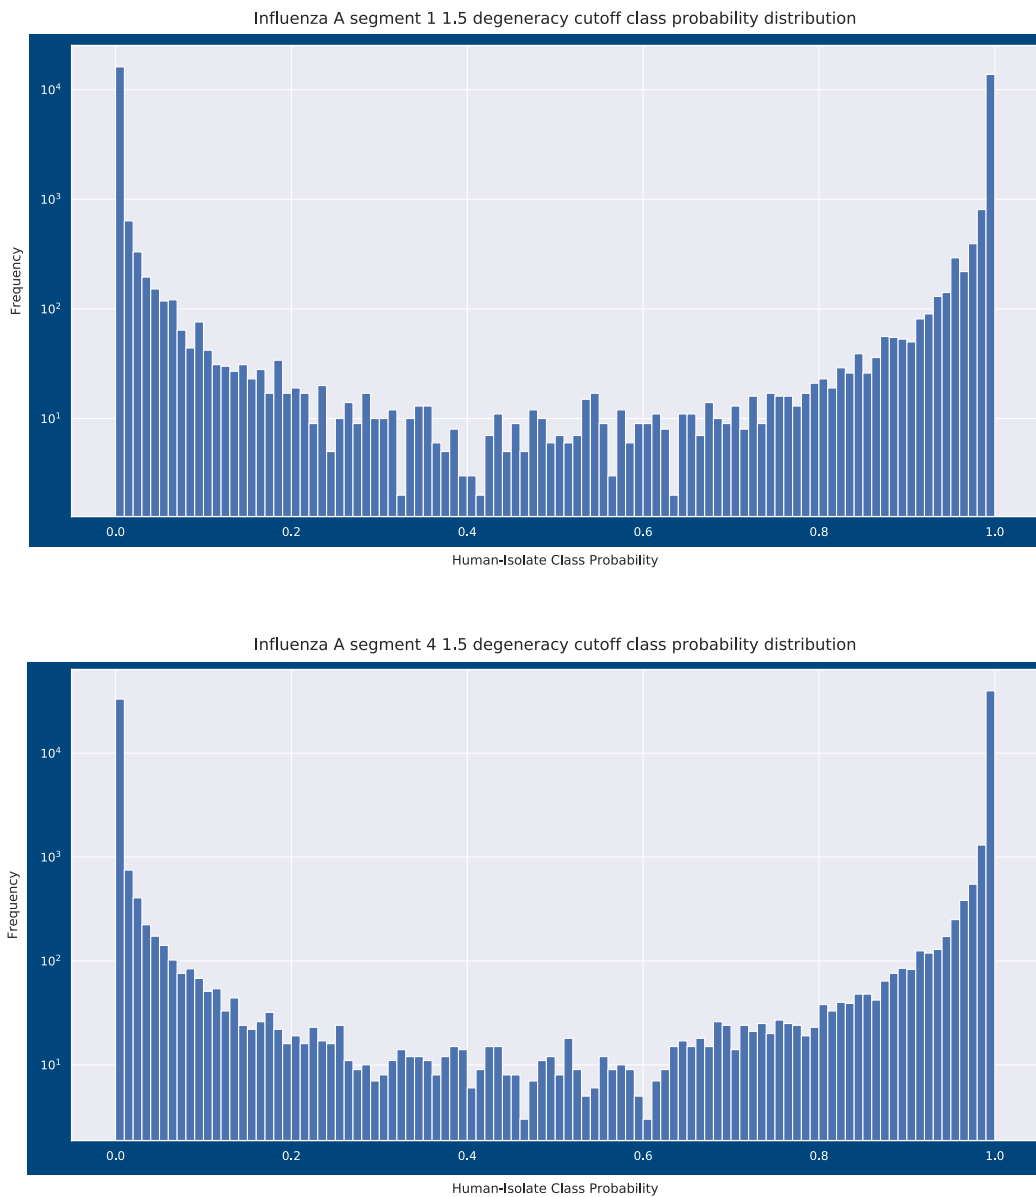 Influenza A segment 1 1.5 degeneracy cutoff class probability distribution
10⁴
10³
10²
10¹
Frequency
0.0 0.2 0.4 0.6 0.8 1.0
Human-Isolate Class Probability
Influenza A segment 4 1.5 degeneracy cutoff class probability distribution
10⁴
10³
10²
10¹
Frequency
0.0 0.2 0.4 0.6 0.8 1.0
Human-Isolate Class Probability